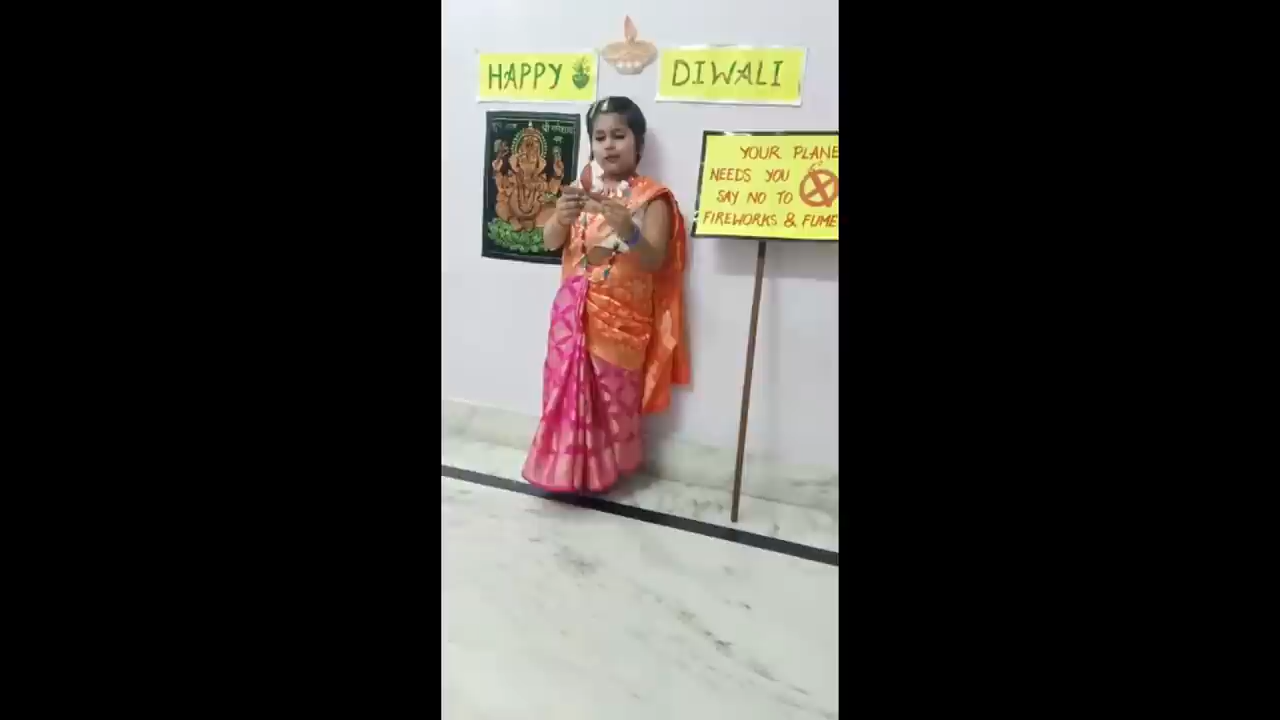 HAPPY
DIWALI
YOUR PLANE
NEEDS YOU
SAY NO TO
FIREWORKS & FUME